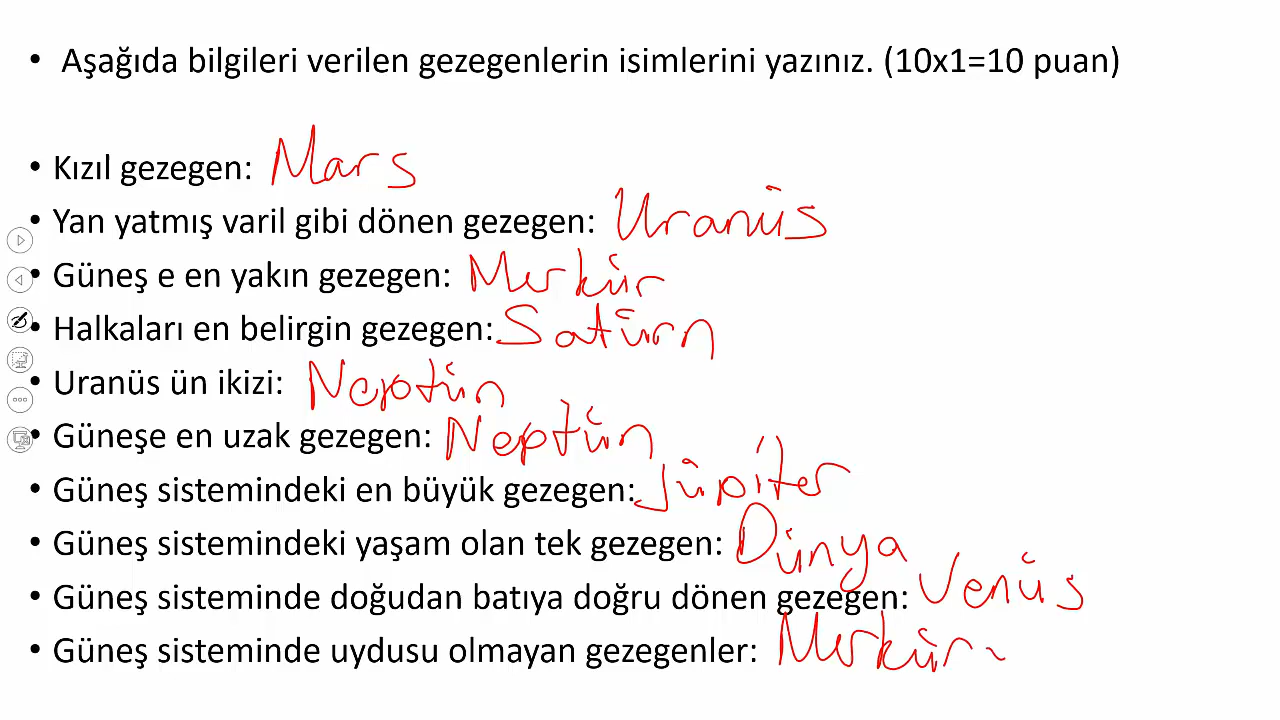 • Aşağıda bilgileri verilen gezegenlerin isimlerini yazınız. (10x1=10 puan)
• Kızıl gezegen: Mars
• Yan yatmış varil gibi dönen gezegen: Uranüs
• Güneş e en yakın gezegen: Merkür
• Halkaları en belirgin gezegen: Satürn
• Uranüs ün ikizi: Neptün
• Güneşe en uzak gezegen: Neptün
• Güneş sistemindeki en büyük gezegen: Jüpiter
• Güneş sistemindeki yaşam olan tek gezegen: Dünya
• Güneş sisteminde doğudan batıya doğru dönen gezegen: Venüs
• Güneş sisteminde uydusu olmayan gezegenler: Merkür